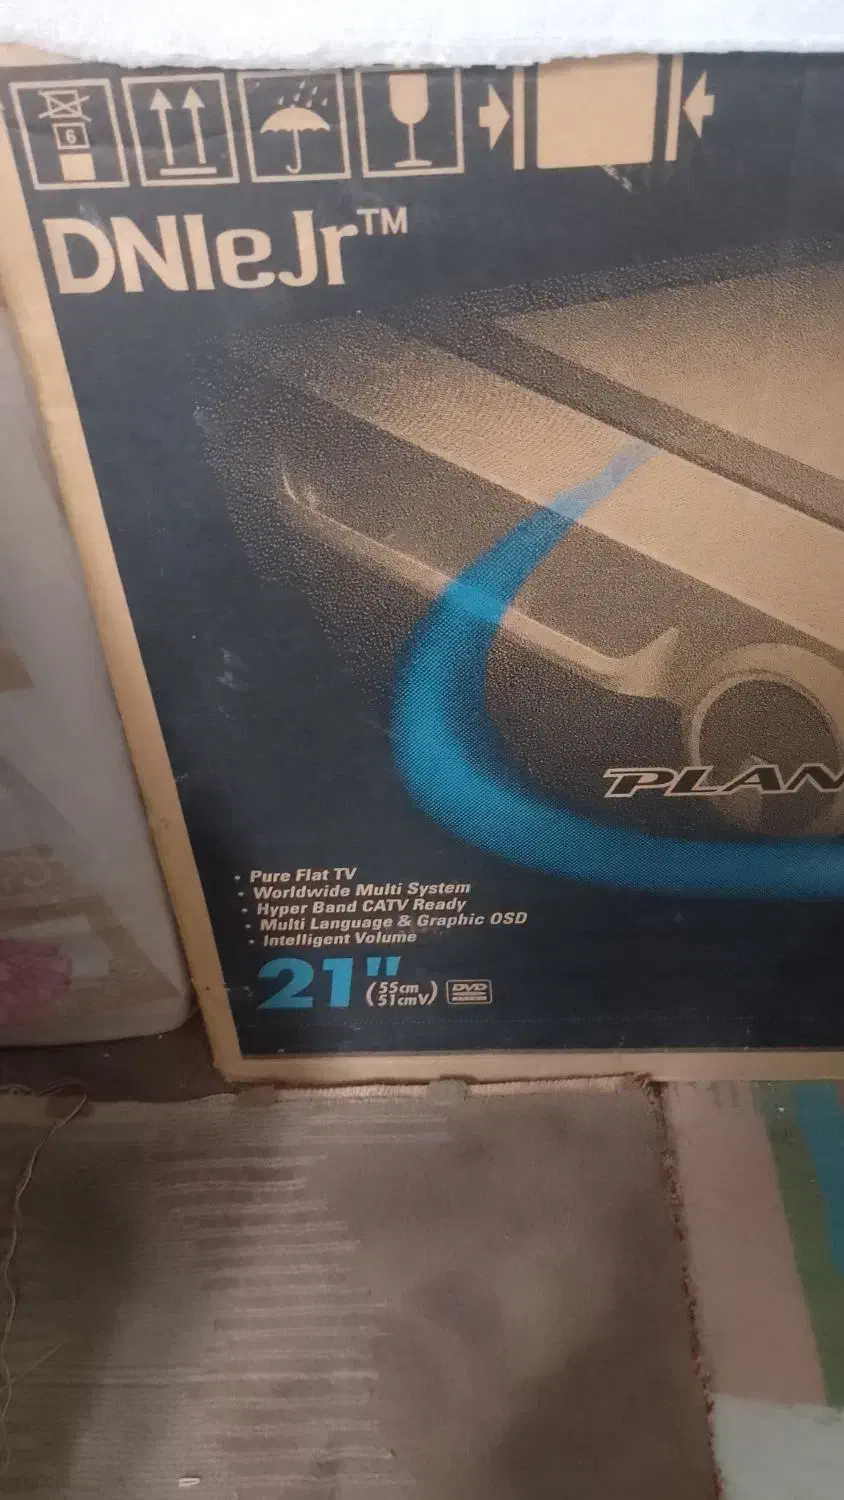 6
DNIeJr™
PLAN
• Pure Flat TV
• Worldwide Multi System
• Hyper Band CATV Ready
• Multi Language & Graphic OSD
• Intelligent Volume
21" (55cm 51cmV) DVD